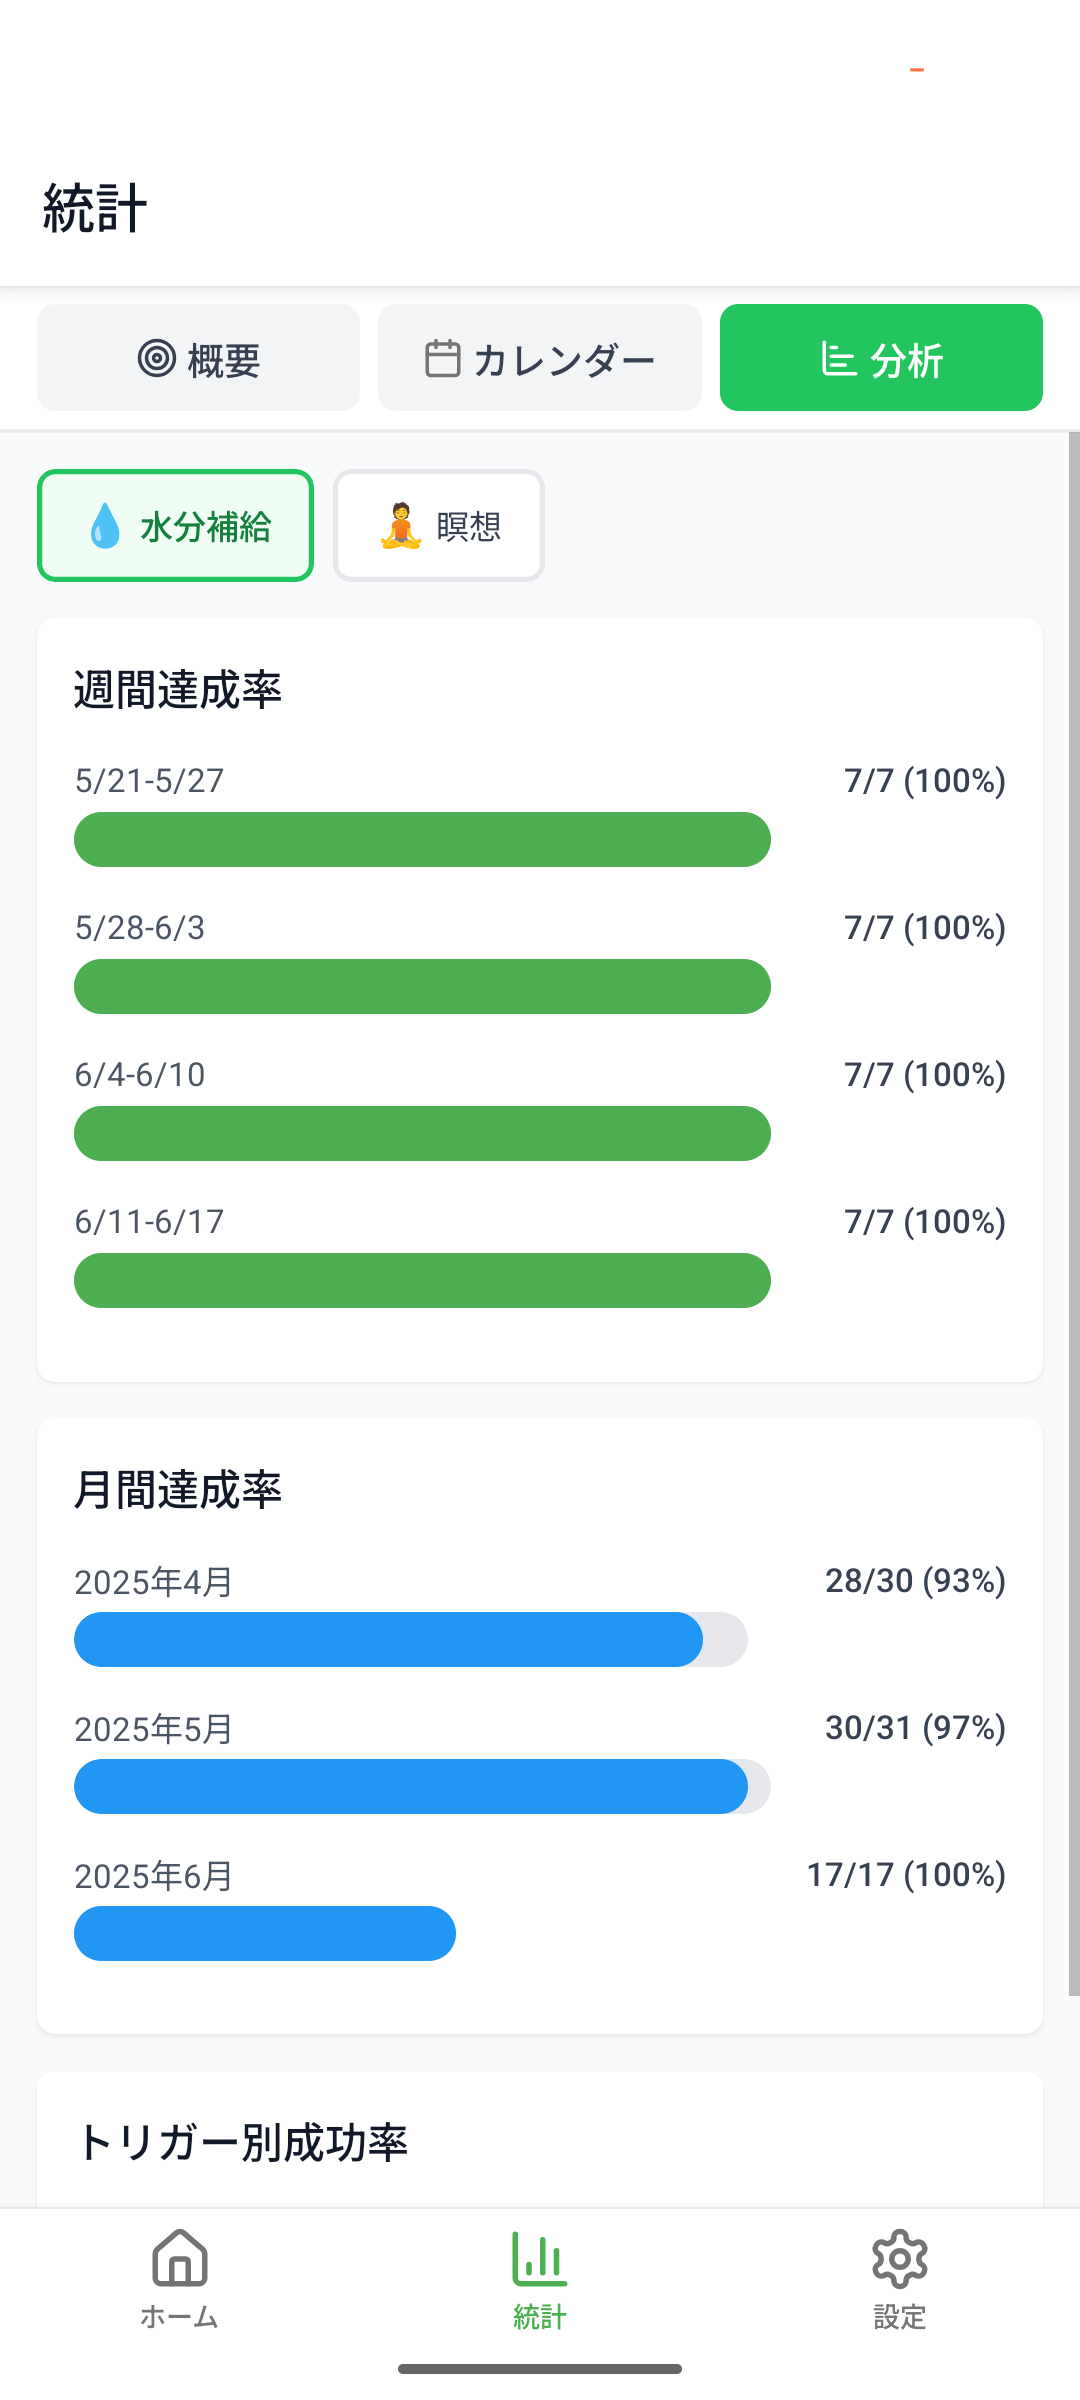 統計
概要
カレンダー
分析
水分補給
瞑想
週間達成率
5/21-5/27
7/7 (100%)
5/28-6/3
7/7 (100%)
6/4-6/10
7/7 (100%)
6/11-6/17
7/7 (100%)
月間達成率
2025年4月
28/30 (93%)
2025年5月
30/31 (97%)
2025年6月
17/17 (100%)
トリガー別成功率
ホーム
統計
設定